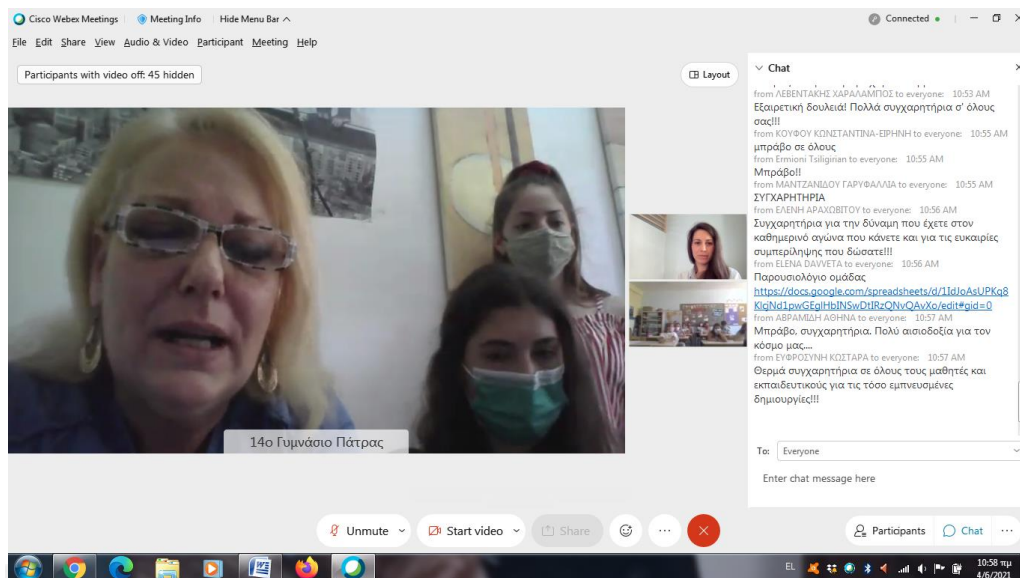 Cisco Webex Meetings
Meeting Info
Hide Menu Bar
Connected
File Edit Share View Audio & Video Participant Meeting Help
Participants with video off: 45 hidden
Layout
14ο Γυμνάσιο Πάτρας
Chat
from ΛΕΒΕΝΤΑΚΗΣ ΧΑΡΑΛΑΜΠΟΣ to everyone: 10:53 AM
Εξαιρετική δουλειά! Πολλά συγχαρητήρια σ' όλους
σας!!!
from ΚΟΥΦΟΥ ΚΩΝΣΤΑΝΤΙΝΑ-ΕΙΡΗΝΗ to everyone: 10:55 AM
μπράβο σε όλους
from Ermioni Tsiligirian to everyone: 10:55 AM
Μπράβο!!
from ΜΑΝΤΖΑΝΙΔΟΥ ΓΑΡΥΦΑΛΛΙΑ to everyone: 10:55 AM
ΣΥΓΧΑΡΗΤΗΡΙΑ
from ΕΛΕΝΗ ΑΡΑΧΩΒΙΤΟΥ to everyone: 10:56 AM
Συγχαρητήρια για την δύναμη που έχετε στον
καθημερινό αγώνα που κάνετε και για τις ευκαιρίες
συμπερίληψης που δώσατε!!!
from ELENA DAVVETA to everyone: 10:56 AM
Παρουσιολόγιο ομάδας
https://docs.google.com/spreadsheets/d/1IdJoAsUPKq8
KlqjNd1pwGEglHbINSwDtIRzQNvQAvXo/edit#gid=0
from ΑΒΡΑΜΙΔΗ ΑΘΗΝΑ to everyone: 10:57 AM
Μπράβο, συγχαρητήρια. Πολύ αισιοδοξία για τον
κόσμο μας....
from ΕΥΦΡΟΣΥΝΗ ΚΩΣΤΑΡΑ to everyone: 10:57 AM
Θερμά συγχαρητήρια σε όλους τους μαθητές και
εκπαιδευτικούς για τις τόσο εμπνευσμένες
δημιουργίες!!!
To: Everyone
Enter chat message here
Unmute
Start video
Share
Participants
Chat
EL
10:58 πμ
4/6/2021